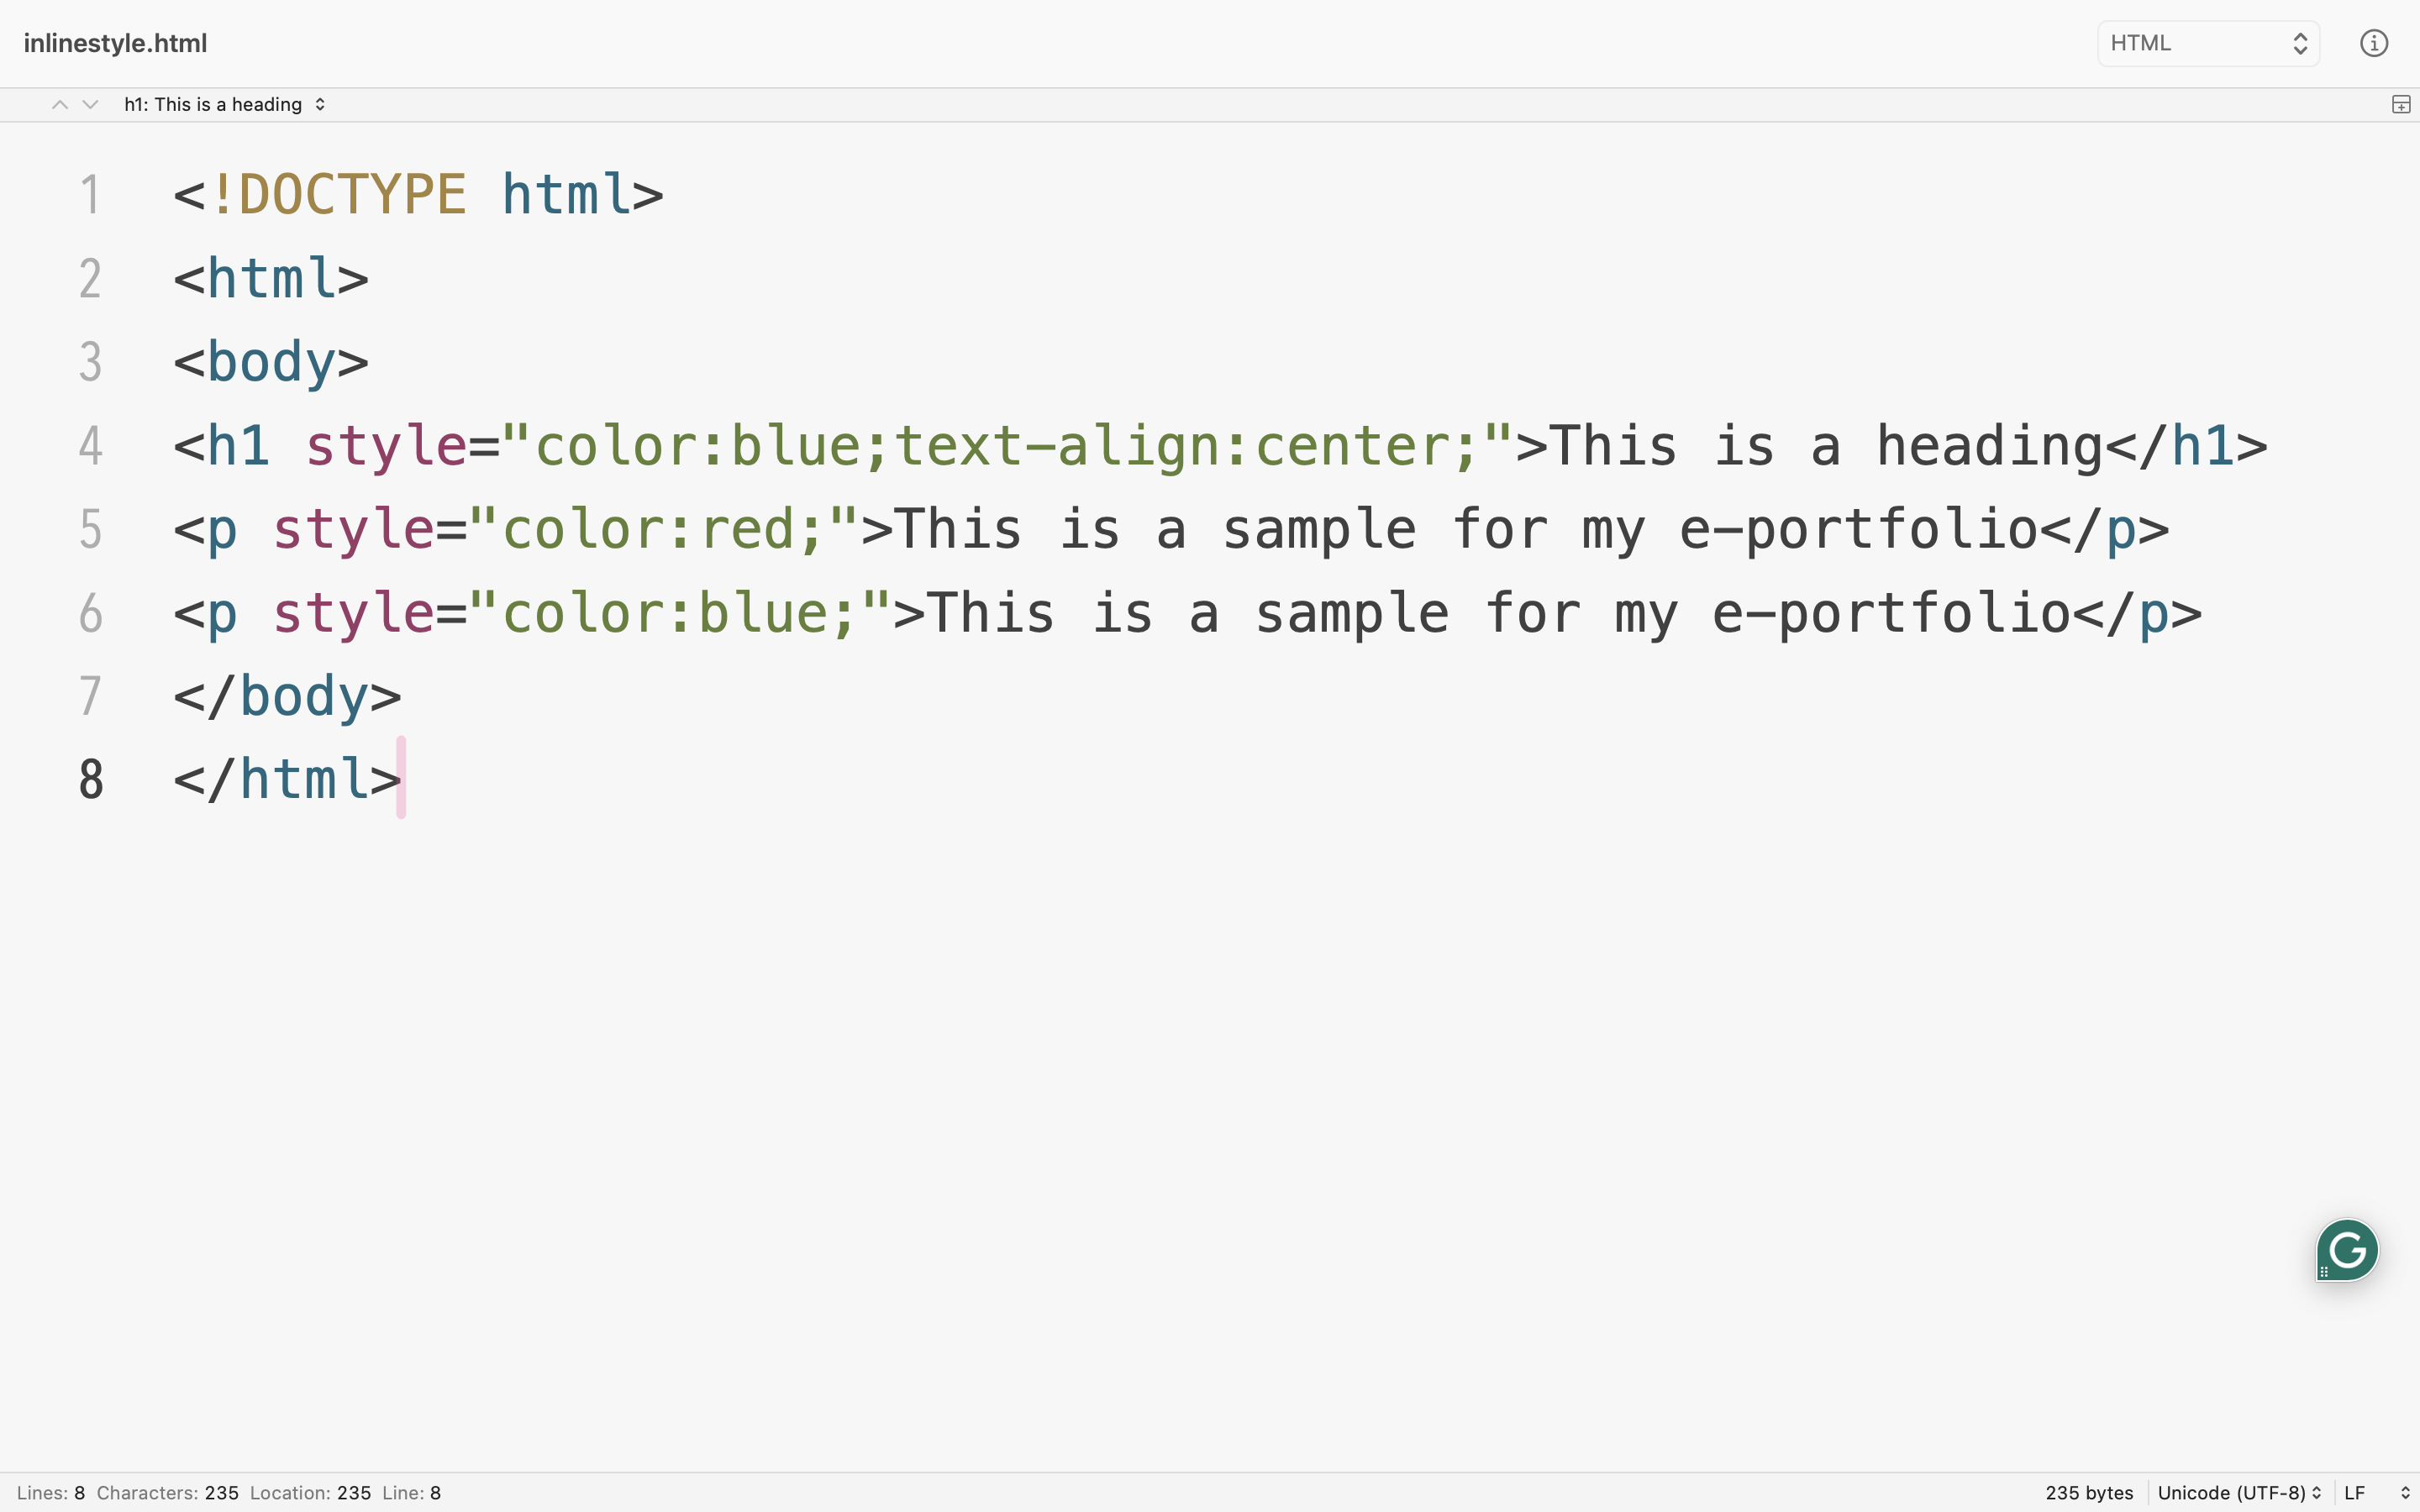 inlinestyle.html
HTML
h1: This is a heading
1 <!DOCTYPE html>
2 <html>
3 <body>
4 <h1 style="color:blue;text-align:center;">This is a heading</h1>
5 <p style="color:red;">This is a sample for my e-portfolio</p>
6 <p style="color:blue;">This is a sample for my e-portfolio</p>
7 </body>
8 </html>
Lines: 8 Characters: 235 Location: 235 Line: 8 235 bytes Unicode (UTF-8) LF